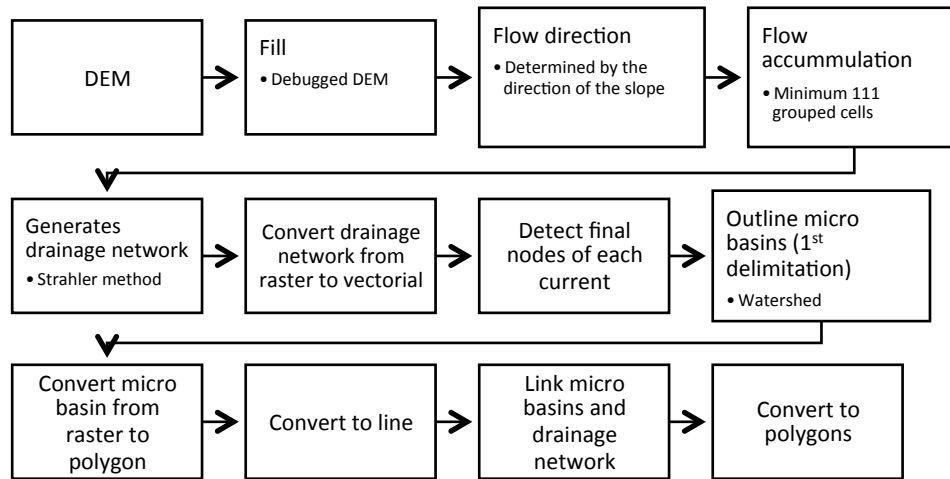 DEM
Fill
• Debugged DEM
Flow direction
• Determined by the
direction of the slope
Flow
accumulation
• Minimum 111
grouped cells
Generates
drainage network
• Strahler method
Convert drainage
network from
raster to vectorial
Detect final
nodes of each
current
Outline micro
basins (1st
delimitation)
• Watershed
Convert micro
basin from
raster to
polygon
Convert to line
Link micro
basins and
drainage
network
Convert to
polygons